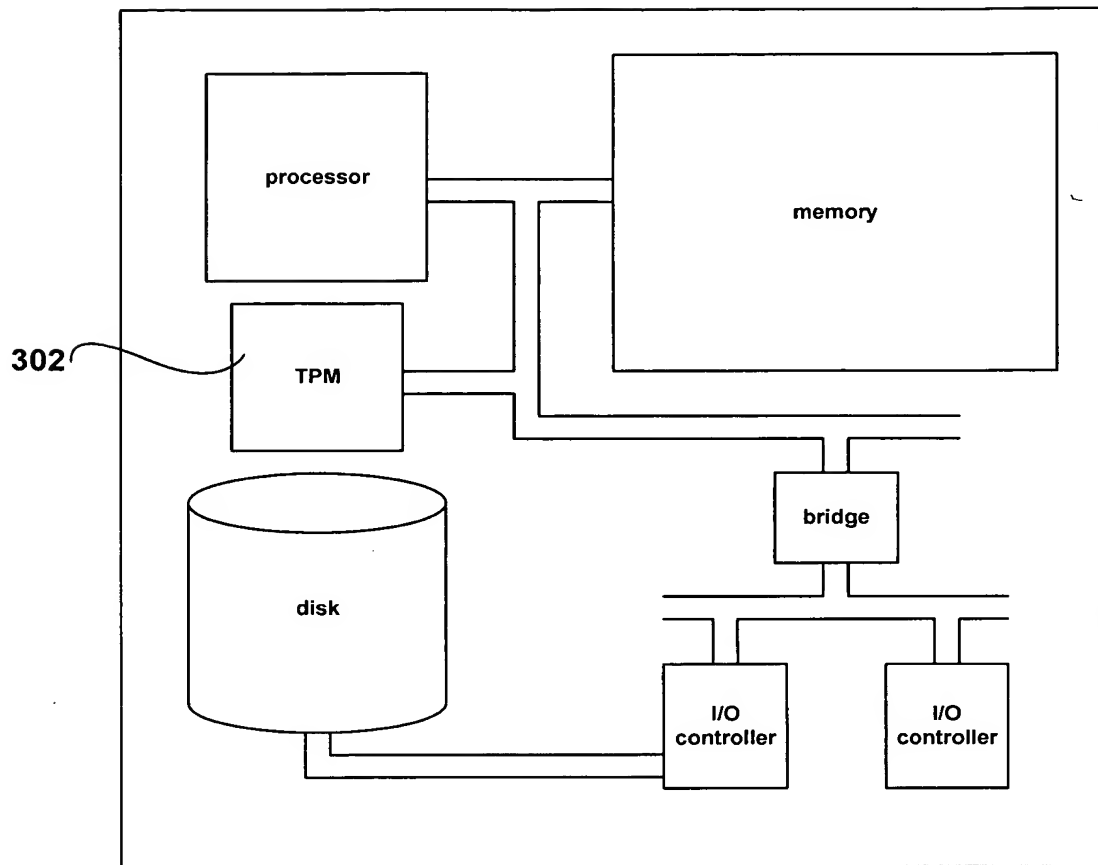 processor
memory
302
TPM
bridge
disk
I/O
controller
I/O
controller